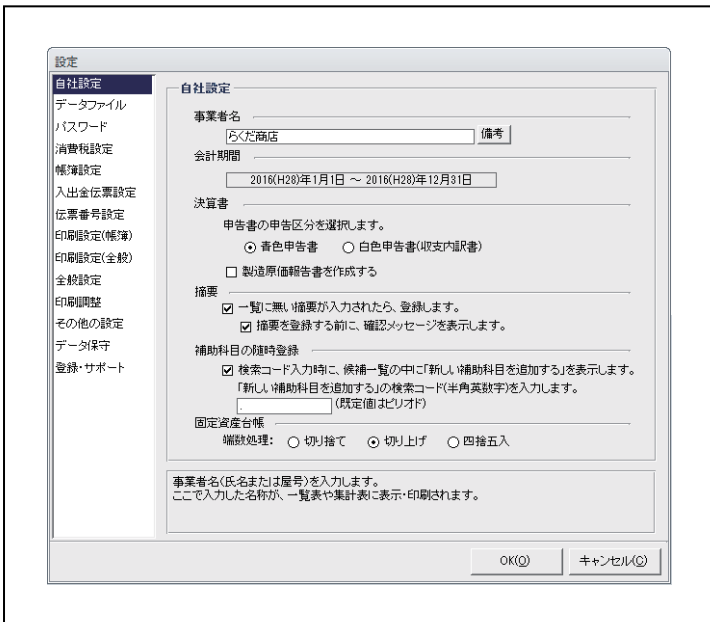 設定
自社設定
データファイル
パスワード
消費税設定
帳簿設定
入出金伝票設定
伝票番号設定
印刷設定(帳簿)
印刷設定(全般)
全般設定
印刷調整
その他の設定
データ保守
登録・サポート
自社設定
事業者名
らくだ商店
備考
会計期間
2016(H28)年1月1日 ～ 2016(H28)年12月31日
決算書
申告書の申告区分を選択します。
青色申告書 白色申告書(収支内訳書)
製造原価報告書を作成する
摘要
一覧に無い摘要が入力されたら、登録します。
摘要を登録する前に、確認メッセージを表示します。
補助科目の随時登録
検索コード入力時に、候補一覧の中に「新しい補助科目を追加する」を表示します。
「新しい補助科目を追加する」の検索コード(半角英数字)を入力します。
. (既定値はピリオド)
固定資産台帳
端数処理: 切り捨て 切り上げ 四捨五入
事業者名(氏名または屋号)を入力します。
ここで入力した名称が、一覧表や集計表に表示・印刷されます。
OK(O) キャンセル(C)